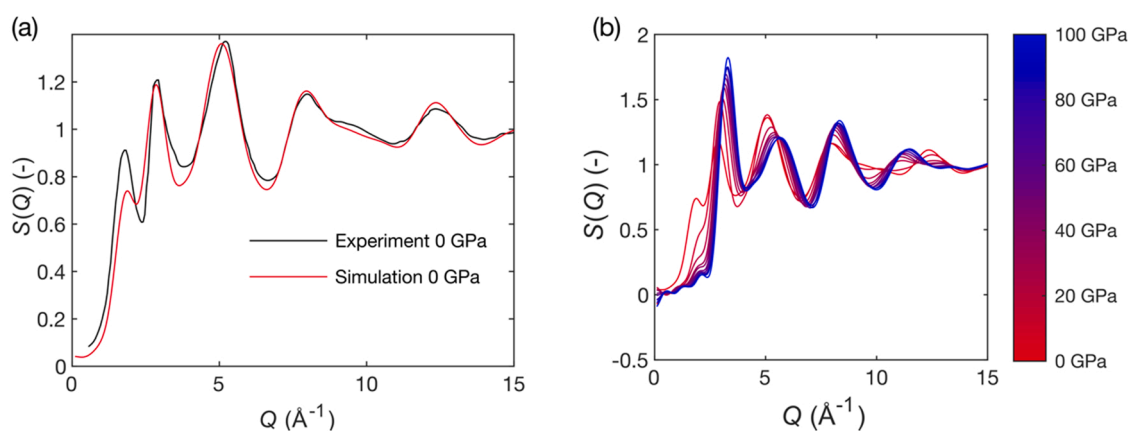 (a)
S(Q) (-)
1.2
1
0.8
0.6
0.4
0.2
0
0 5 10 15
Q (Å⁻¹)
Experiment 0 GPa
Simulation 0 GPa
(b)
S(Q) (-)
2
1.5
1
0.5
0
-0.5
0 5 10 15
Q (Å⁻¹)
100 GPa
80 GPa
60 GPa
40 GPa
20 GPa
0 GPa